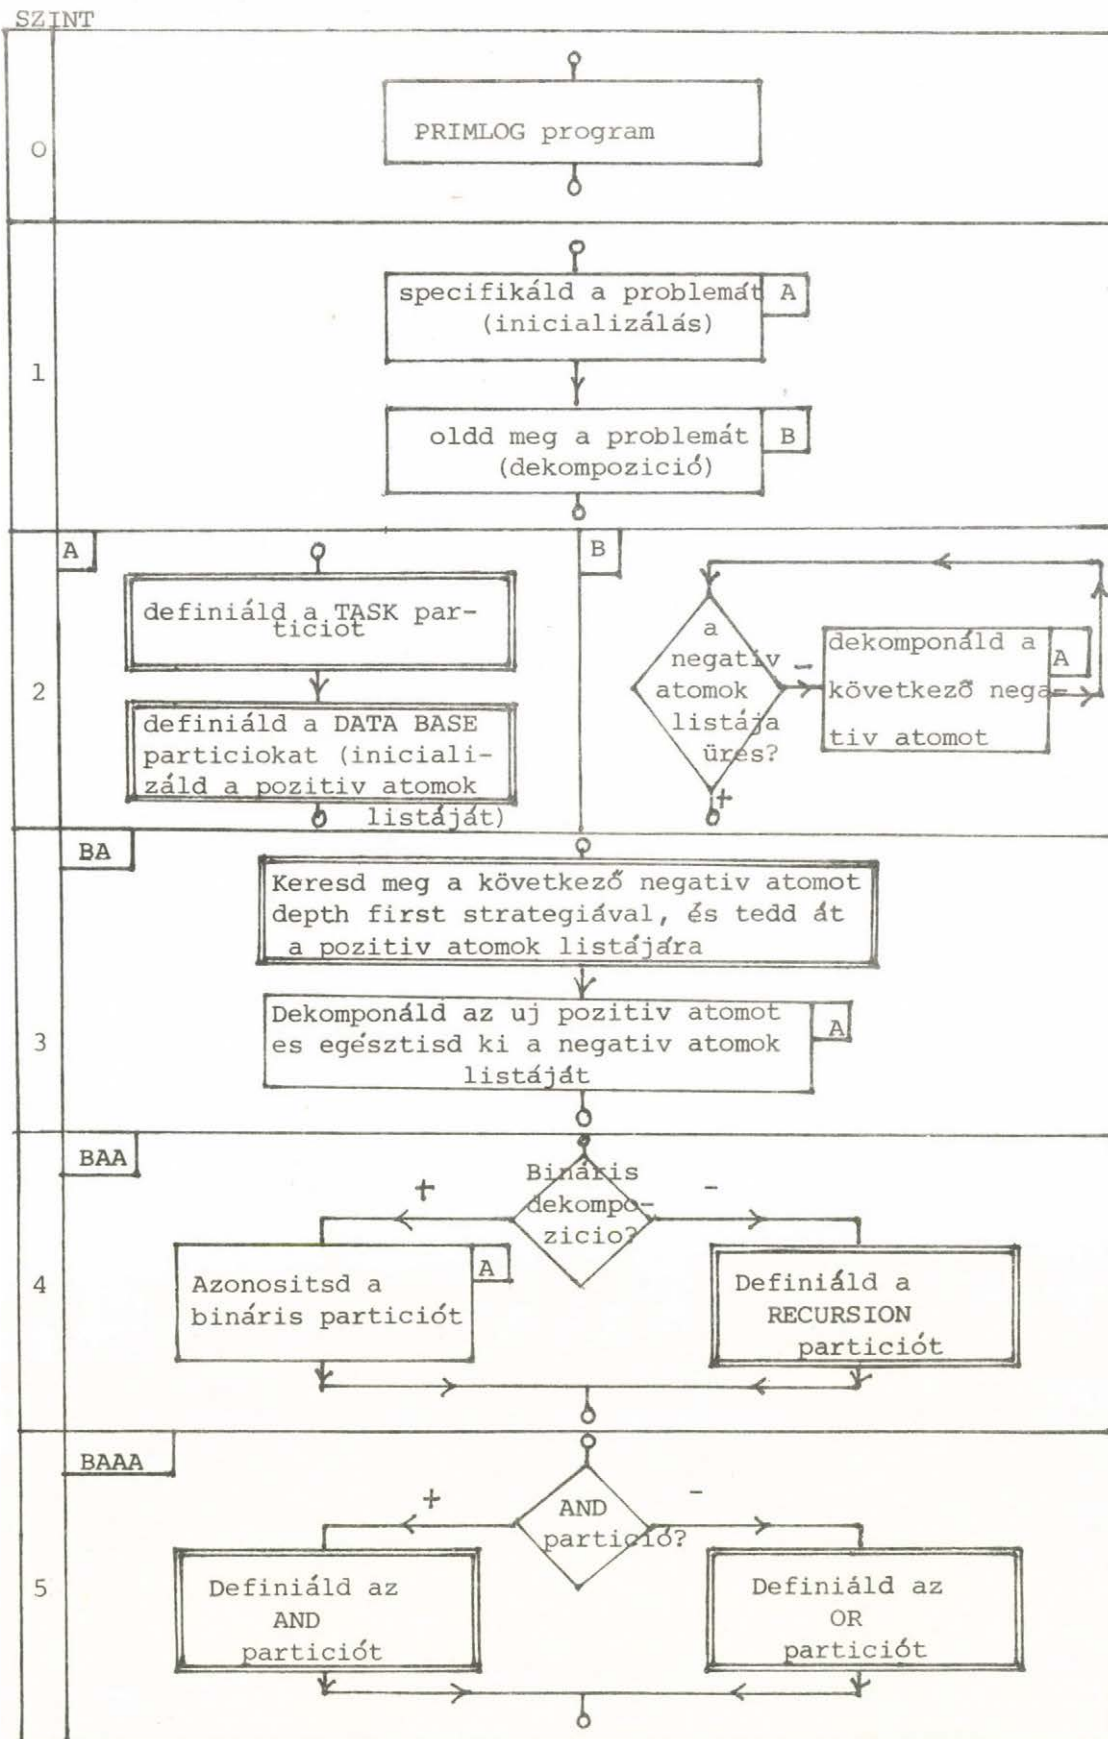 SZINT
0
PRIMLOG program
1
specifikáld a problemát A
(inicializálás)
oldd meg a problemát B
(dekompozició)
2
A
definiáld a TASK par-
ticiot
definiáld a DATA BASE
particiokat (iniciali-
záld a pozitiv atomok
listáját)
B
a
negativ
atomok
listája
üres?
-
+
dekomponáld a
A
következő nega-
tiv atomot
3
BA
Keresd meg a következő negativ atomot
depth first strategiával, és tedd át
a pozitiv atomok listájára
Dekomponáld az uj pozitiv atomot A
es egésztisd ki a negativ atomok
listáját
4
BAA
Bináris
dekompo-
zicio?
+
-
Azonositsd a A
bináris particiót
Definiáld a
RECURSION
particiót
5
BAAA
AND
partició?
+
-
Definiáld az
AND
particiót
Definiáld az
OR
particiót